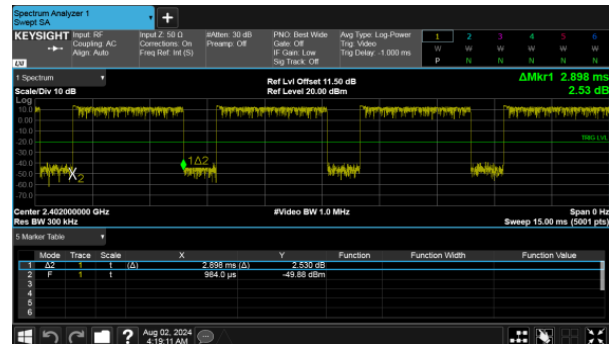 Spectrum Analyzer 1
Swept SA
+
KEYSIGHT Input: RF Input Z: 50 Ω #Atten: 30 dB PNO: Best Wide Avg Type: Log-Power 1 2 3 4 5 6
Coupling: AC Corrections: On Preamp: Off Gate: Off Trig: Video W W W W W W
Align: Auto Freq Ref: Int (S) IF Gain: Low Trig Delay: -1.000 ms P N N N N N
Sig Track: Off
LXI
1 Spectrum Ref Lvl Offset 11.50 dB ΔMkr1 2.898 ms
Scale/Div 10 dB Ref Level 20.00 dBm 2.53 dB
Log
10.0
0.00
-10.0
-20.0 TRIG LVL
-30.0
-40.0 1Δ2
-50.0 X2
-60.0
-70.0
Center 2.402000000 GHz #Video BW 1.0 MHz Span 0 Hz
Res BW 300 kHz Sweep 15.00 ms (5001 pts)
5 Marker Table
Mode Trace Scale X Y Function Function Width Function Value
1 Δ2 1 t (Δ) 2.898 ms (Δ) 2.530 dB
2 F 1 t 984.0 µs -49.88 dBm
3
4
5
6
? Aug 02, 2024
4:19:11 AM